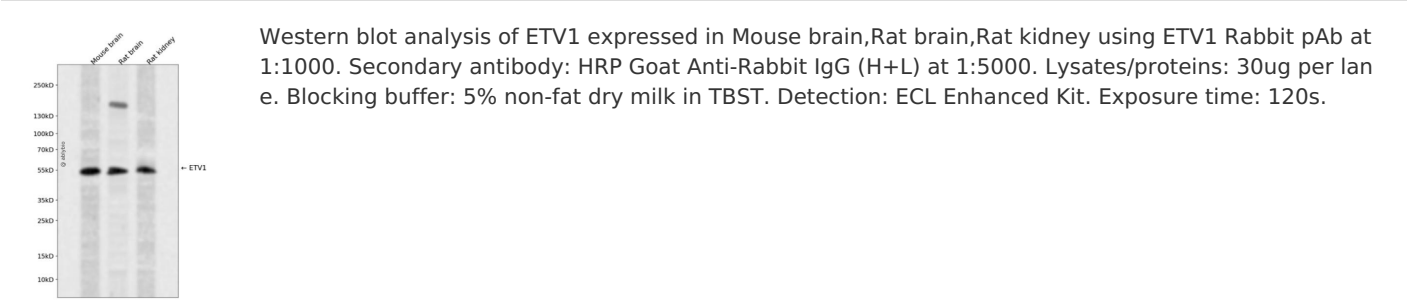 Mouse brain
Rat brain
Rat kidney
250kD
130kD
100kD
70kD
55kD
35kD
25kD
15kD
10kD
@ abbybio
← ETV1
Western blot analysis of ETV1 expressed in Mouse brain,Rat brain,Rat kidney using ETV1 Rabbit pAb at
1:1000. Secondary antibody: HRP Goat Anti-Rabbit IgG (H+L) at 1:5000. Lysates/proteins: 30ug per lan
e. Blocking buffer: 5% non-fat dry milk in TBST. Detection: ECL Enhanced Kit. Exposure time: 120s.